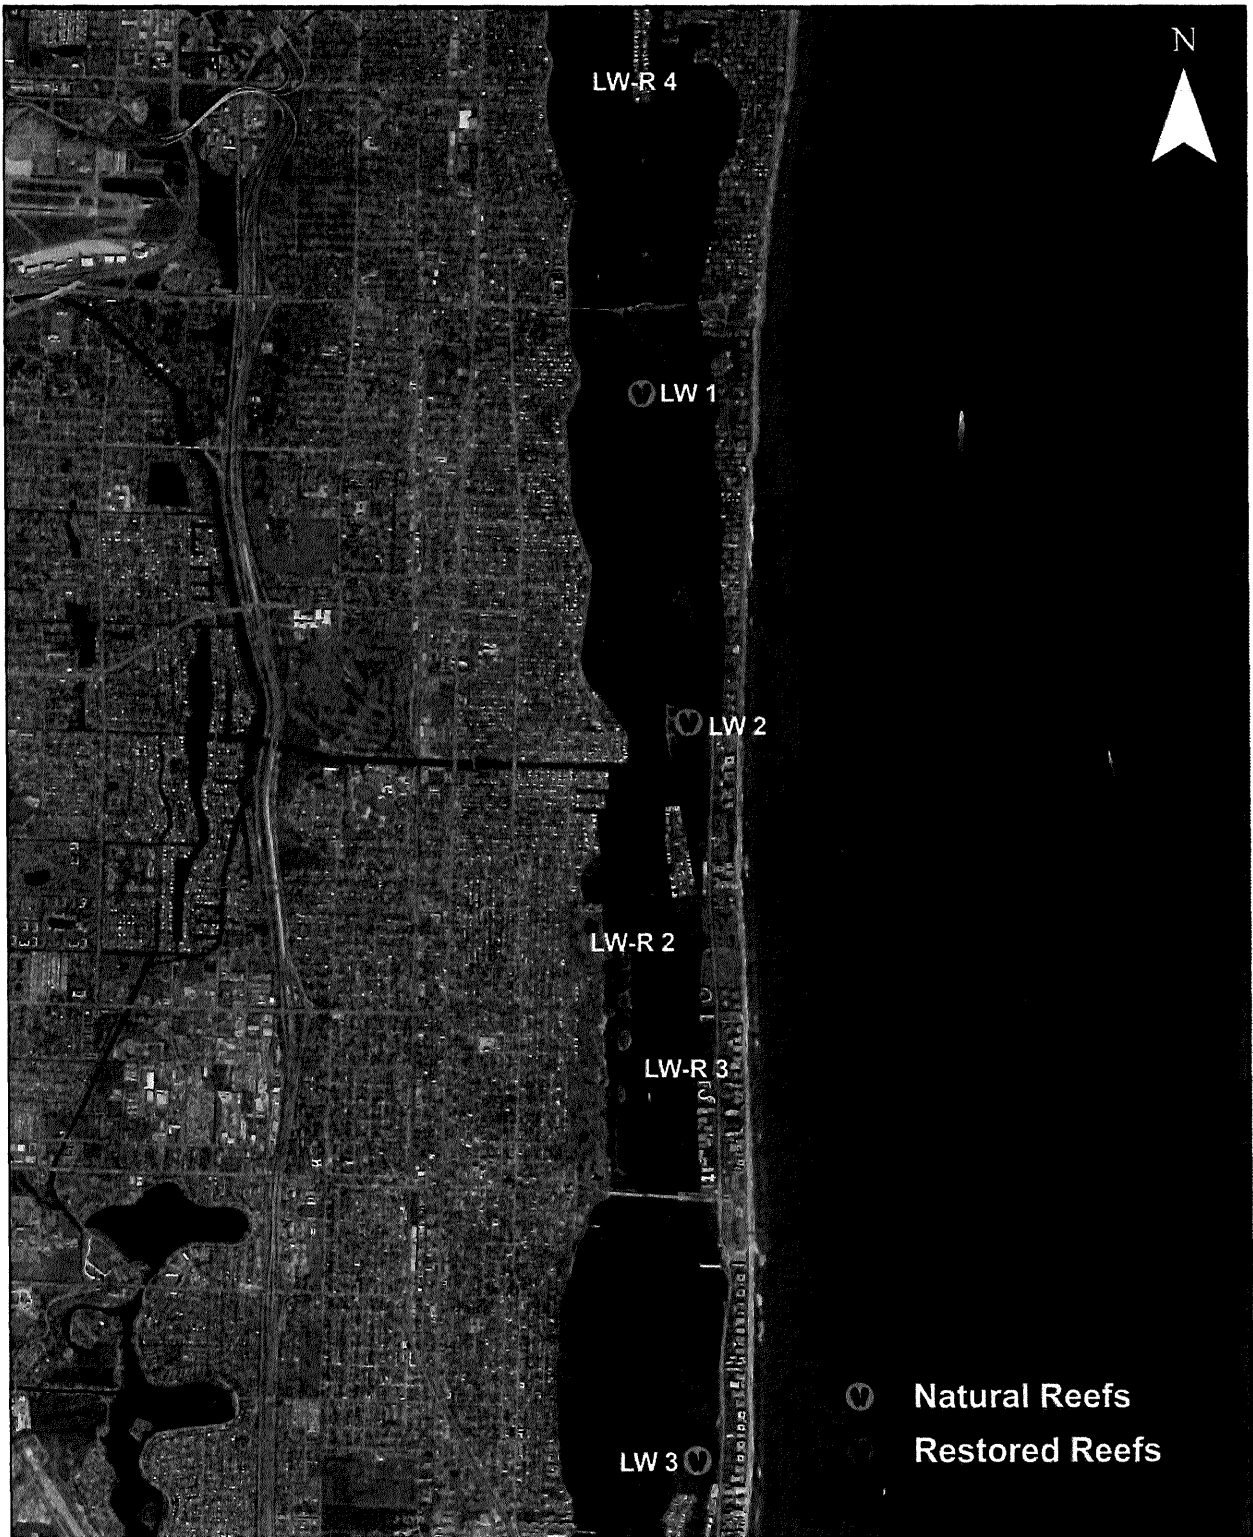 N
LW-R 4
LW 1
LW 2
LW-R 2
LW-R 3
Natural Reefs
Restored Reefs
LW 3